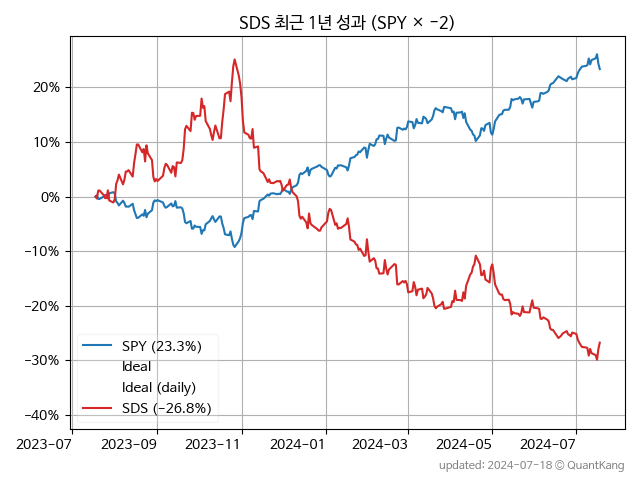 SDS 최근 1년 성과 (SPY × −2)
20%
10%
0%
−10%
−20%
−30%
−40%
SPY (23.3%)
Ideal
Ideal (daily)
SDS (−26.8%)
2023−07
2023−09
2023−11
2024−01
2024−03
2024−05
2024−07
updated: 2024−07−18 © QuantKang